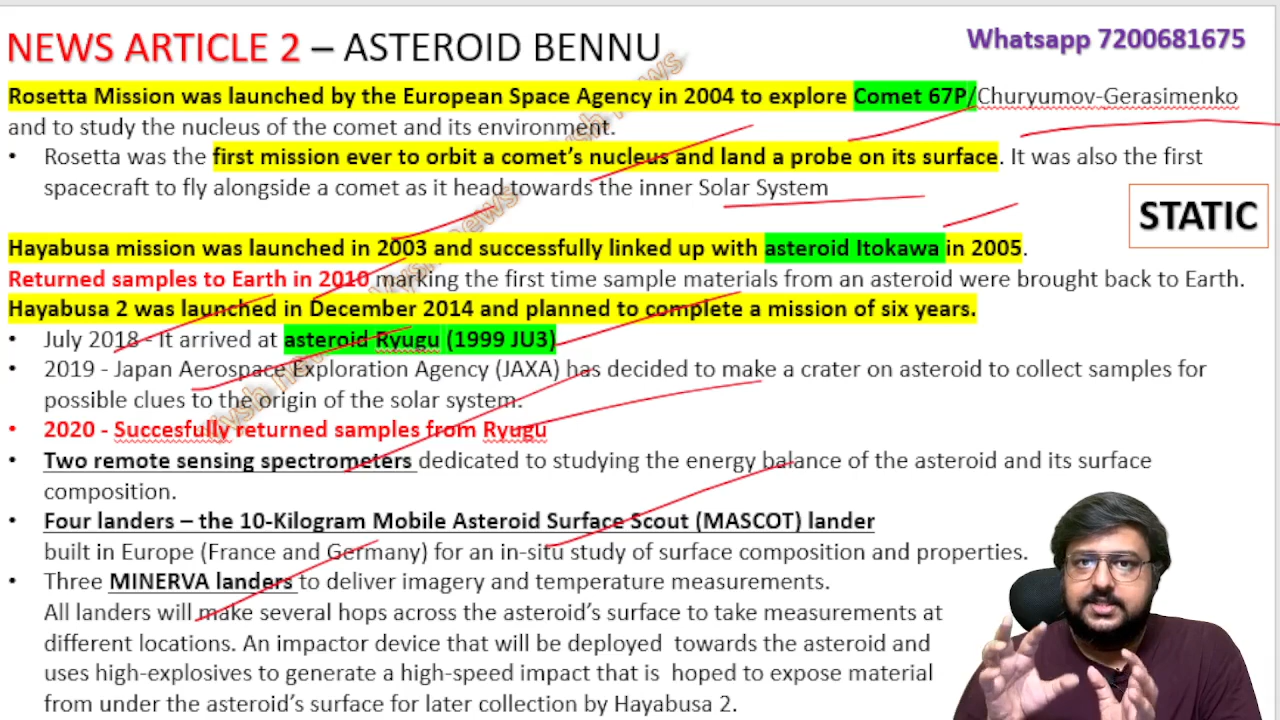 NEWS ARTICLE 2 – ASTEROID BENNU
Whatsapp 7200681675
Rosetta Mission was launched by the European Space Agency in 2004 to explore Comet 67P/Churyumov-Gerasimenko
and to study the nucleus of the comet and its environment.
• Rosetta was the first mission ever to orbit a comet's nucleus and land a probe on its surface. It was also the first
spacecraft to fly alongside a comet as it head towards the inner Solar System
STATIC
Hayabusa mission was launched in 2003 and successfully linked up with asteroid Itokawa in 2005.
Returned samples to Earth in 2010 marking the first time sample materials from an asteroid were brought back to Earth.
Hayabusa 2 was launched in December 2014 and planned to complete a mission of six years.
• July 2018 - It arrived at asteroid Ryugu (1999 JU3)
• 2019 - Japan Aerospace Exploration Agency (JAXA) has decided to make a crater on asteroid to collect samples for
possible clues to the origin of the solar system.
• 2020 - Succesfully returned samples from Ryugu
• Two remote sensing spectrometers dedicated to studying the energy balance of the asteroid and its surface
composition.
• Four landers – the 10-Kilogram Mobile Asteroid Surface Scout (MASCOT) lander
built in Europe (France and Germany) for an in-situ study of surface composition and properties.
• Three MINERVA landers to deliver imagery and temperature measurements.
All landers will make several hops across the asteroid's surface to take measurements at
different locations. An impactor device that will be deployed towards the asteroid and
uses high-explosives to generate a high-speed impact that is hoped to expose material
from under the asteroid's surface for later collection by Hayabusa 2.